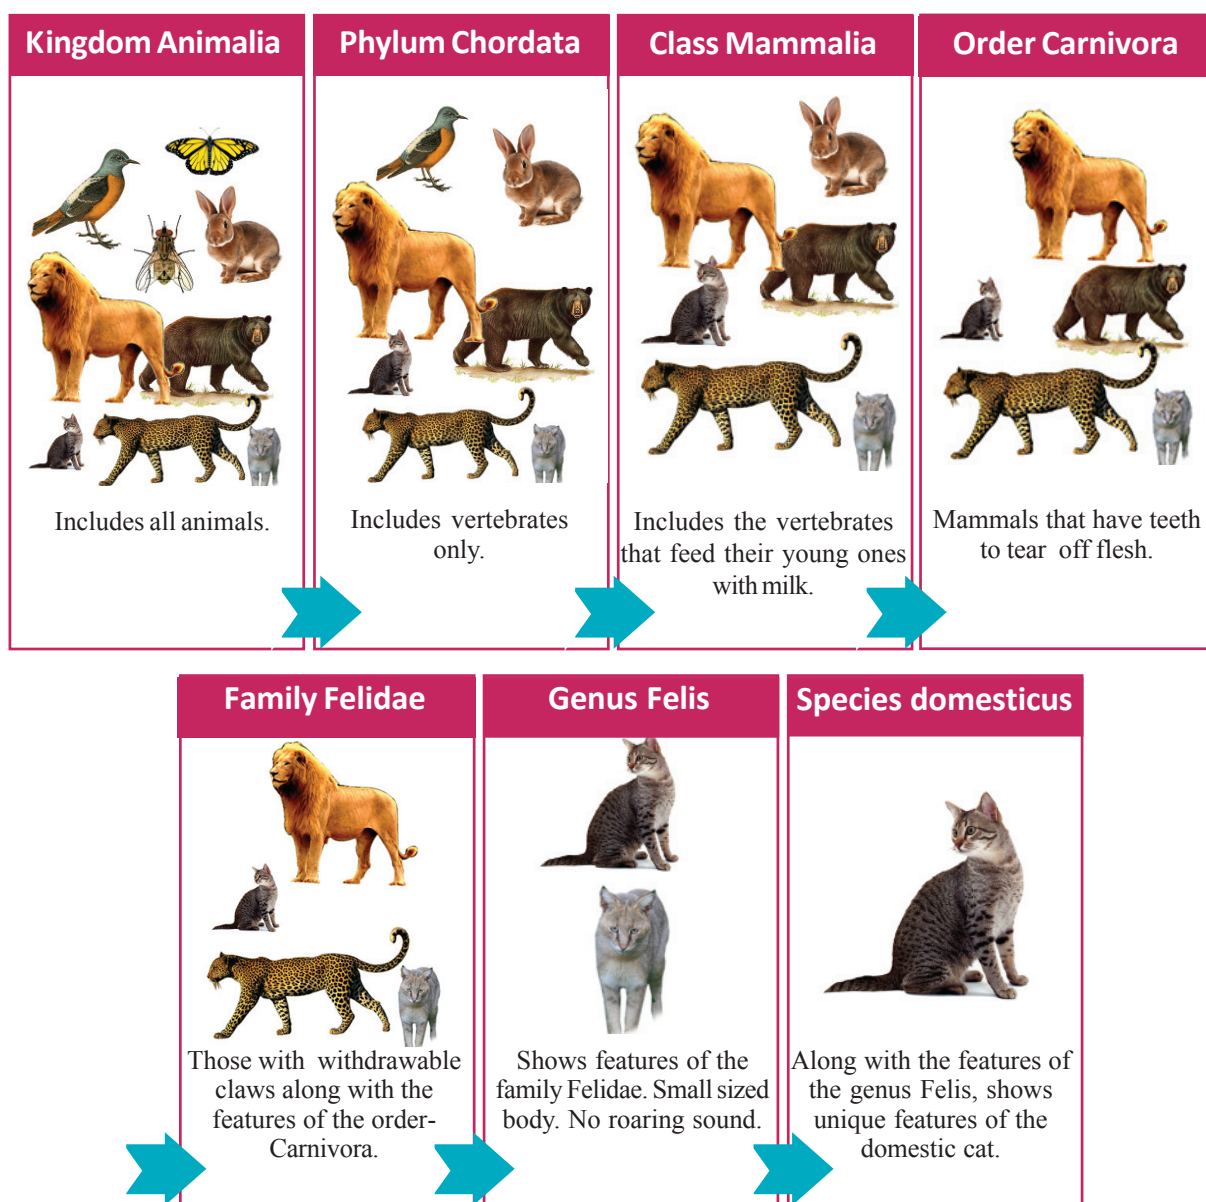 Kingdom Animalia
Includes all animals.
Phylum Chordata
Includes vertebrates
only.
Class Mammalia
Includes the vertebrates
that feed their young ones
with milk.
Order Carnivora
Mammals that have teeth
to tear off flesh.
Family Felidae
Those with withdrawable
claws along with the
features of the order-
Carnivora.
Genus Felis
Shows features of the
family Felidae. Small sized
body. No roaring sound.
Species domesticus
Along with the features of
the genus Felis, shows
unique features of the
domestic cat.